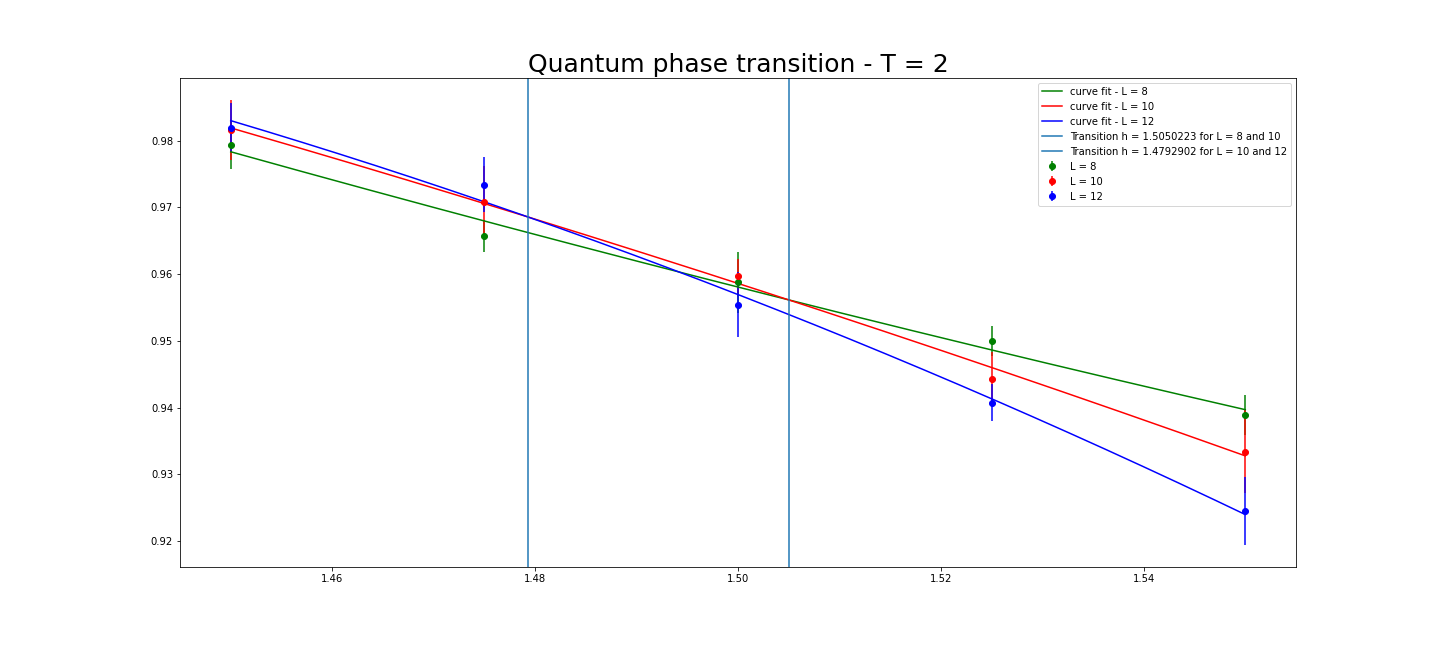 Quantum phase transition - T = 2
curve fit - L = 8
curve fit - L = 10
curve fit - L = 12
Transition h = 1.5050223 for L = 8 and 10
Transition h = 1.4792902 for L = 10 and 12
L = 8
L = 10
L = 12
0.98
0.97
0.96
0.95
0.94
0.93
0.92
1.46 1.48 1.50 1.52 1.54